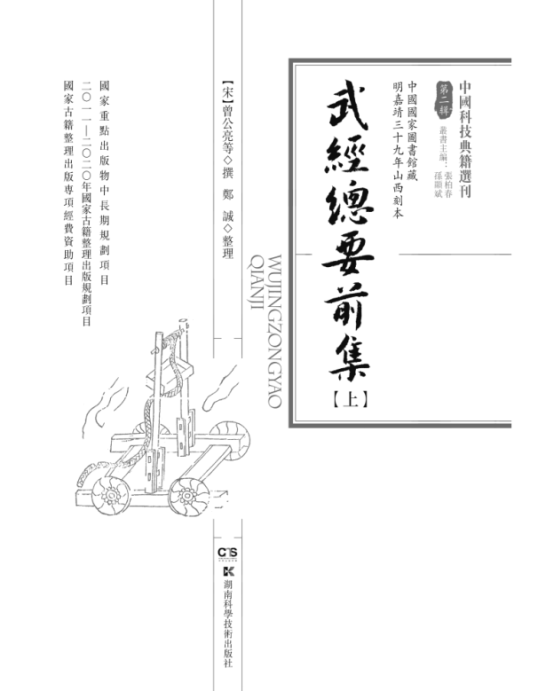 中國科技典籍選刊
第二輯
叢書主編：張柏春
孫顯斌
中國國家圖書館藏
明嘉靖三十九年山西刻本
武經總要前集
【上】
WUJINGZONGYAO
QIANJI
【宋】曾公亮等◇撰 鄭 誠◇整理
國家重點出版物中長期規劃項目
二〇一一—二〇二〇年國家古籍整理出版規劃項目
國家古籍整理出版專項經費資助項目
CS
K
湖南科學技術出版社